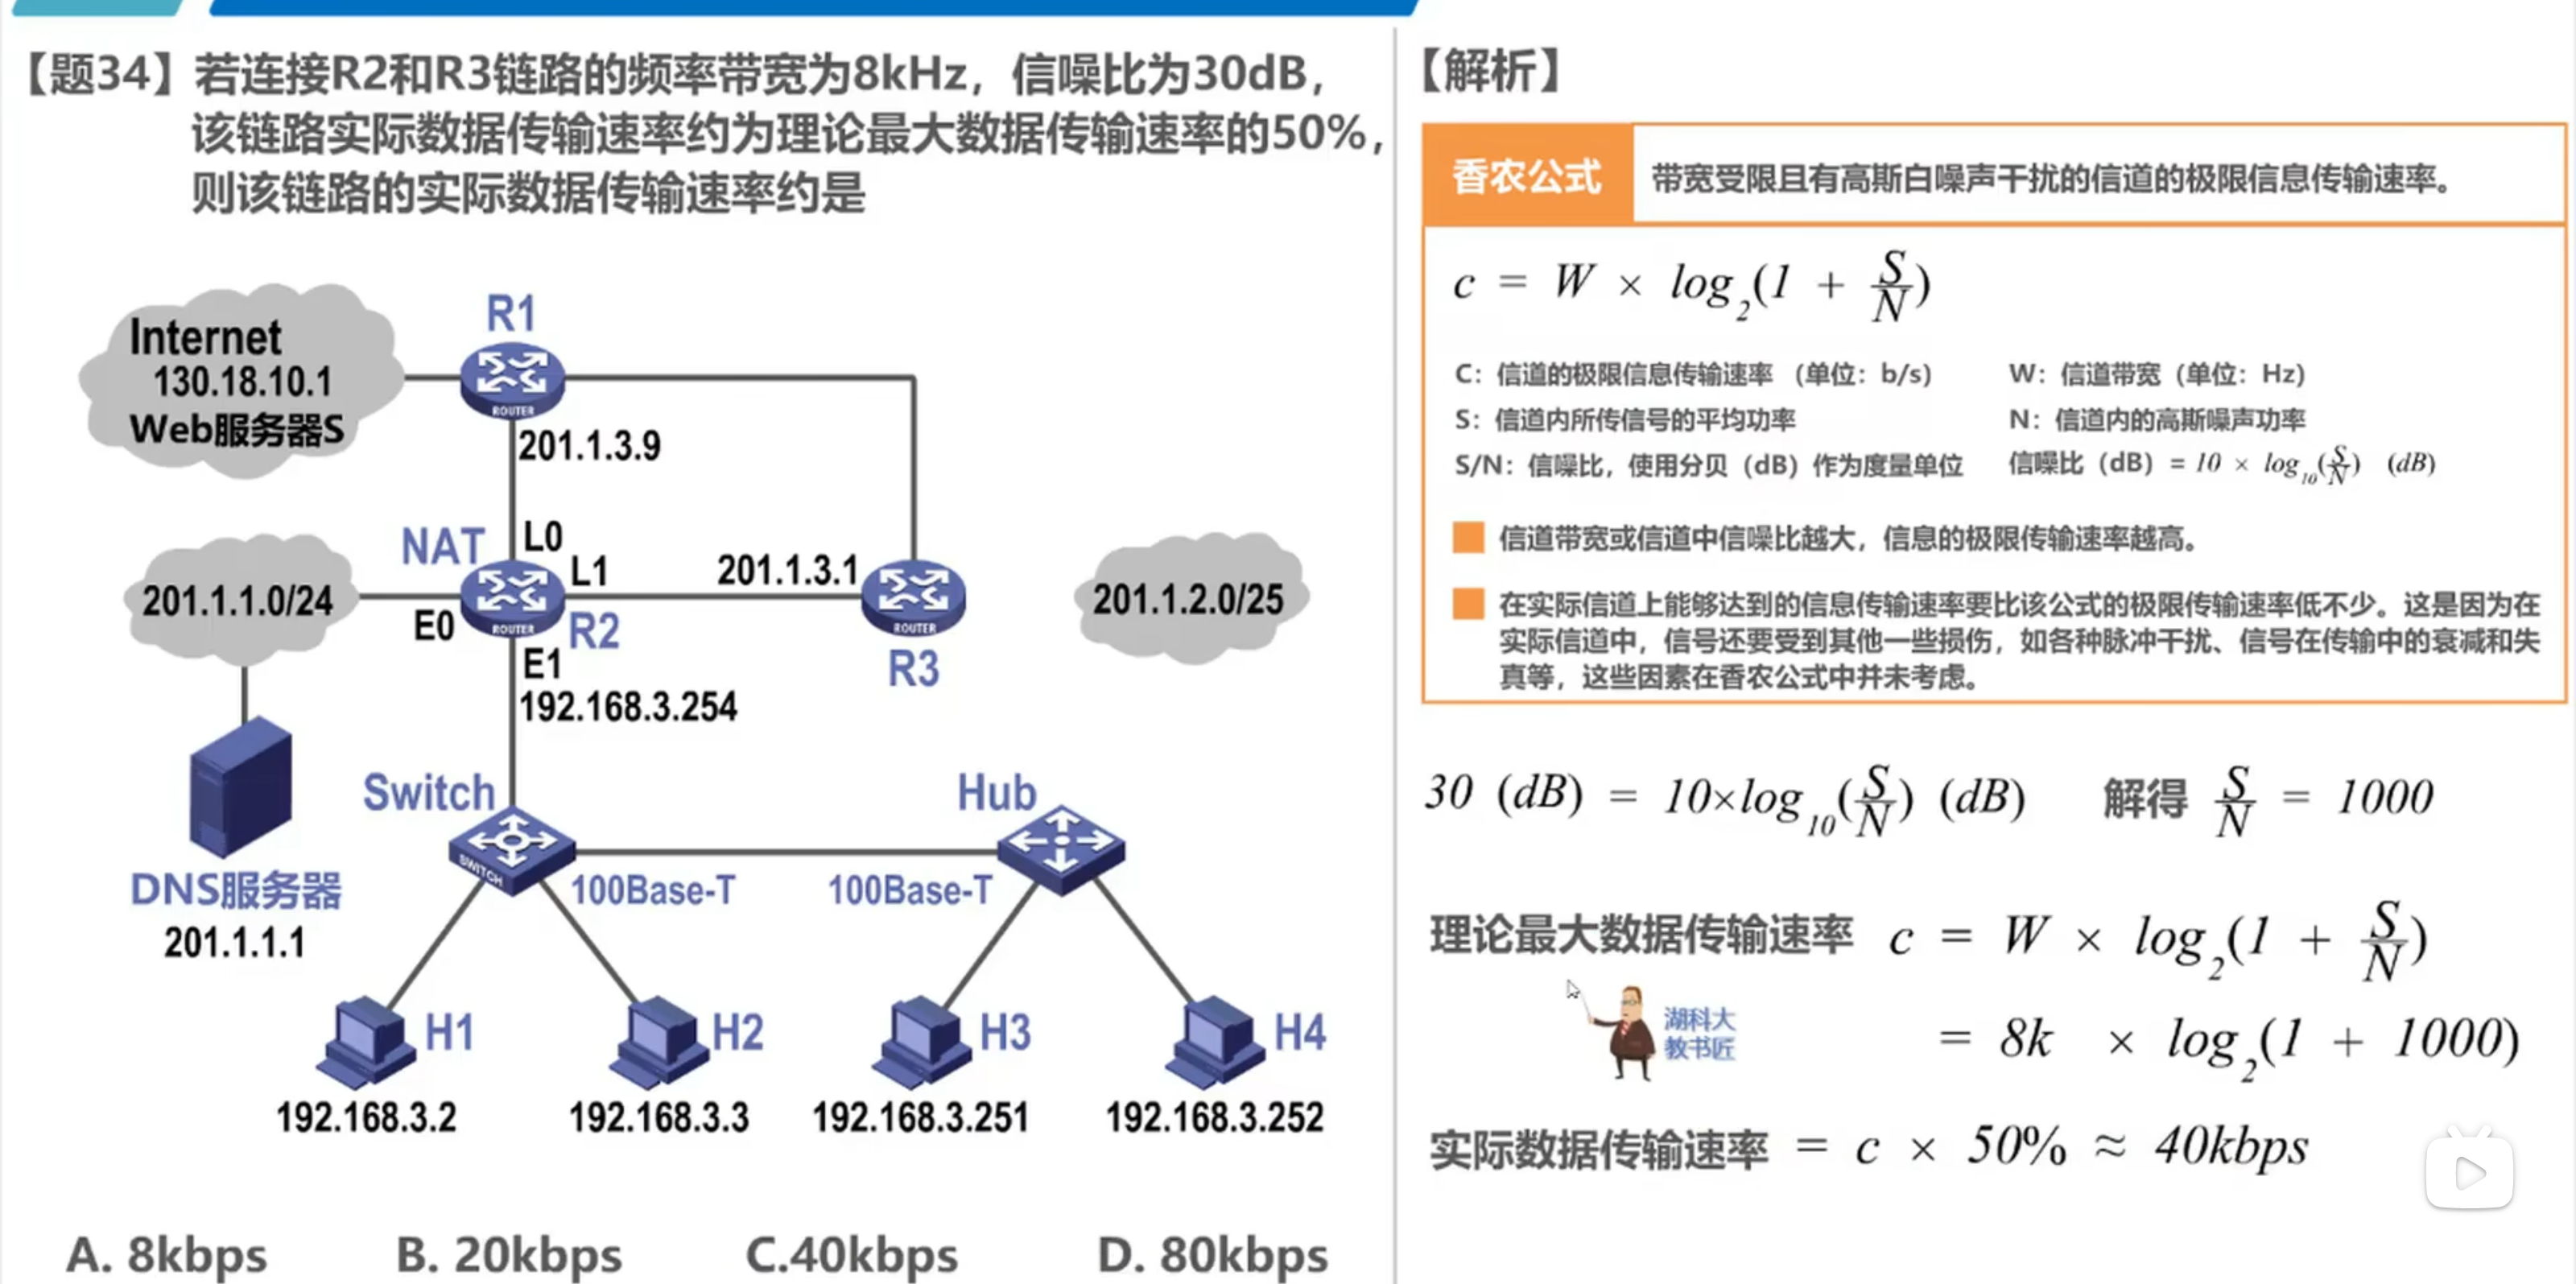 【题34】若连接R2和R3链路的频率带宽为8kHz，信噪比为30dB，
该链路实际数据传输速率约为理论最大数据传输速率的50%，
则该链路的实际数据传输速率约是
R1
Internet
130.18.10.1
Web服务器S
ROUTER
201.1.3.9
NAT
L0
L1
201.1.3.1
201.1.1.0/24
201.1.2.0/25
E0
ROUTER
R2
ROUTER
E1
R3
192.168.3.254
Switch
Hub
SWITCH
100Base-T
100Base-T
DNS服务器
201.1.1.1
H1
H2
H3
H4
192.168.3.2
192.168.3.3
192.168.3.251
192.168.3.252
A. 8kbps
B. 20kbps
C.40kbps
D. 80kbps
【解析】
香农公式
带宽受限且有高斯白噪声干扰的信道的极限信息传输速率。
c = W × log₂(1 + S/N)
C：信道的极限信息传输速率（单位：b/s）
W：信道带宽（单位：Hz）
S：信道内所传信号的平均功率
N：信道内的高斯噪声功率
S/N：信噪比，使用分贝（dB）作为度量单位
信噪比（dB）= 10 × log₁₀(S/N) (dB)
信道带宽或信道中信噪比越大，信息的极限传输速率越高。
在实际信道上能够达到的信息传输速率要比该公式的极限传输速率低不少。这是因为在
实际信道中，信号还要受到其他一些损伤，如各种脉冲干扰、信号在传输中的衰减和失
真等，这些因素在香农公式中并未考虑。
30 (dB) = 10×log₁₀(S/N) (dB) 解得 S/N = 1000
理论最大数据传输速率 c = W × log₂(1 + S/N)
= 8k × log₂(1 + 1000)
湖科大
教书匠
实际数据传输速率 = c × 50% ≈ 40kbps